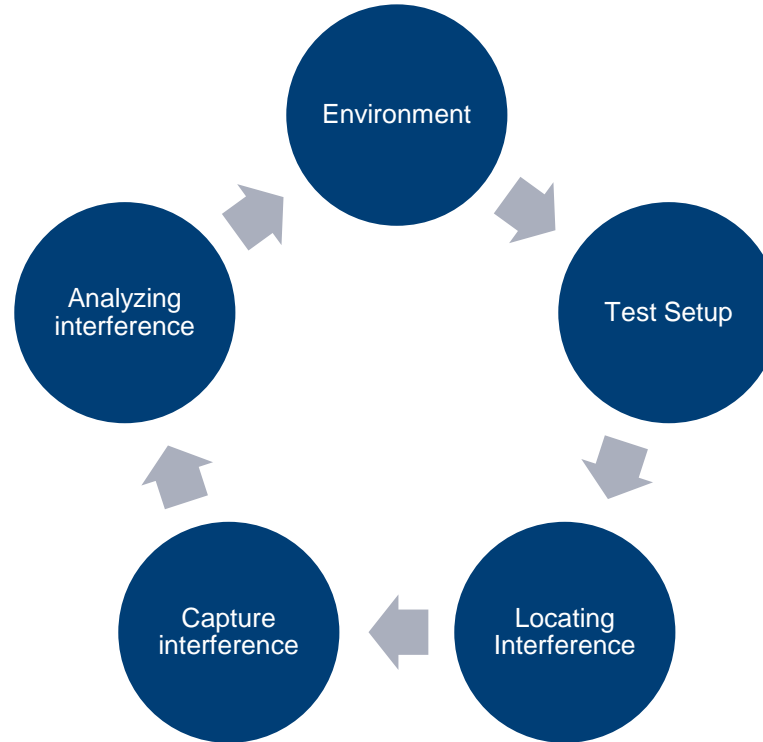 Environment
Test Setup
Locating
Interference
Capture
interference
Analyzing
interference